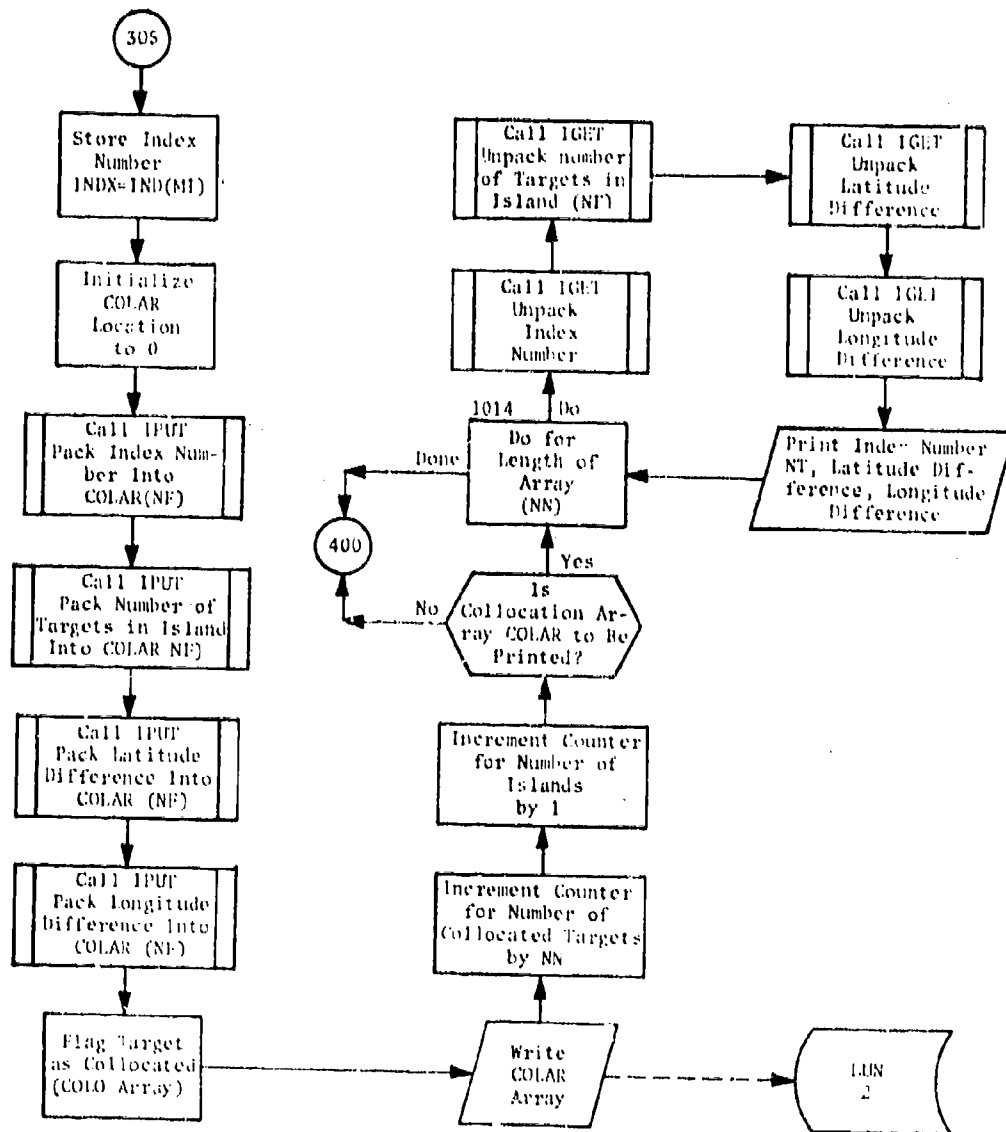 305
Store Index
Number
INDX=IND(MI)
Initialize
COLAR
Location
to 0
Call IPUT
Pack Index Num-
ber Into
COLAR(NF)
Call IPUT
Pack Number of
Targets in Island
Into COLAR NF)
Call IPUT
Pack Latitude
Difference Into
COLAR (NF)
Call IPUT
Pack Longitude
Difference Into
COLAR (NF)
Flag Target
as Collocated
(COLO Array)
Write
COLAR
Array
LUN
2
Increment Counter
for Number of
Collocated Targets
by NN
Increment Counter
for Number of
Islands
by 1
Is
Collocation Ar-
ray COLAR to Be
Printed?
No
Yes
400
Done
1014 Do
Do for
Length of
Array
(NN)
Call IGET
Unpack
Index
Number
Call IGET
Unpack number
of Targets in
Island (NT)
Call IGET
Unpack
Latitude
Difference
Call IGET
Unpack
Longitude
Difference
Print Index Number
NT, Latitude Dif-
ference, Longitude
Difference